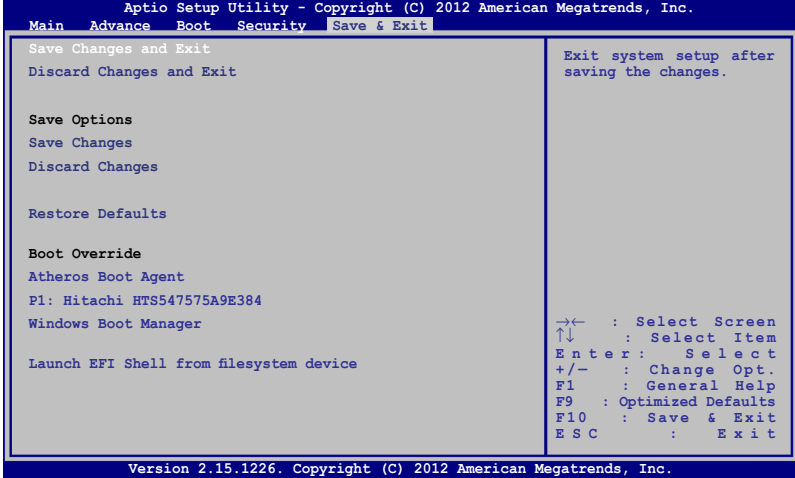 Aptio Setup Utility - Copyright (C) 2012 American Megatrends, Inc.
Main Advance Boot Security Save & Exit
Save Changes and Exit
Discard Changes and Exit
Save Options
Save Changes
Discard Changes
Restore Defaults
Boot Override
Atheros Boot Agent
P1: Hitachi HTS547575A9E384
Windows Boot Manager
Launch EFI Shell from filesystem device
Exit system setup after
saving the changes.
→← : Select Screen
↑↓ : Select Item
Enter: Select
+/— : Change Opt.
F1 : General Help
F9 : Optimized Defaults
F10 : Save & Exit
ESC : Exit
Version 2.15.1226. Copyright (C) 2012 American Megatrends, Inc.